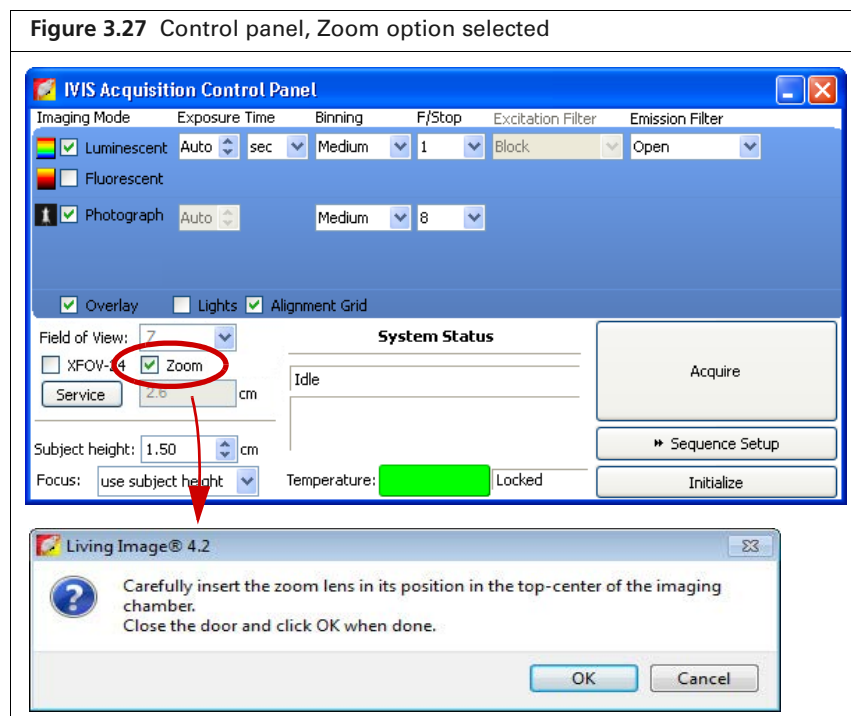 Figure 3.27 Control panel, Zoom option selected
IVIS Acquisition Control Panel
Imaging Mode Exposure Time Binning F/Stop Excitation Filter Emission Filter
Luminescent Auto sec Medium 1 Block Open
Fluorescent
Photograph Auto Medium 8
Overlay Lights Alignment Grid
Field of View: Z System Status
XFOV-24 Zoom
Idle
Acquire
Service 2.6 cm
Subject height: 1.50 cm
Sequence Setup
Focus: use subject height Temperature: Locked Initialize
Living Image® 4.2
Carefully insert the zoom lens in its position in the top-center of the imaging
chamber.
Close the door and click OK when done.
OK Cancel